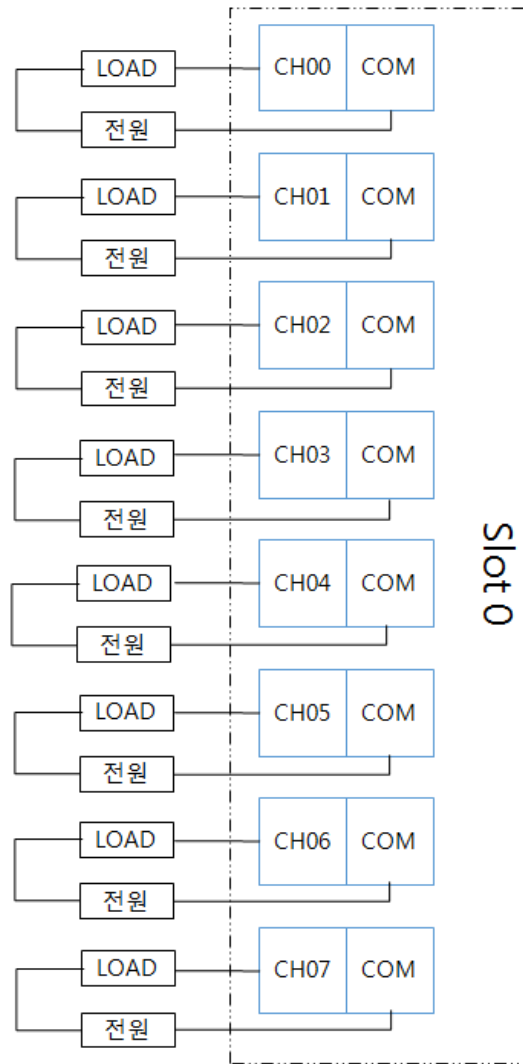 LOAD CH00 COM
전원
LOAD CH01 COM
전원
LOAD CH02 COM
전원
LOAD CH03 COM
전원
LOAD CH04 COM
전원
LOAD CH05 COM
전원
LOAD CH06 COM
전원
LOAD CH07 COM
전원
Slot 0